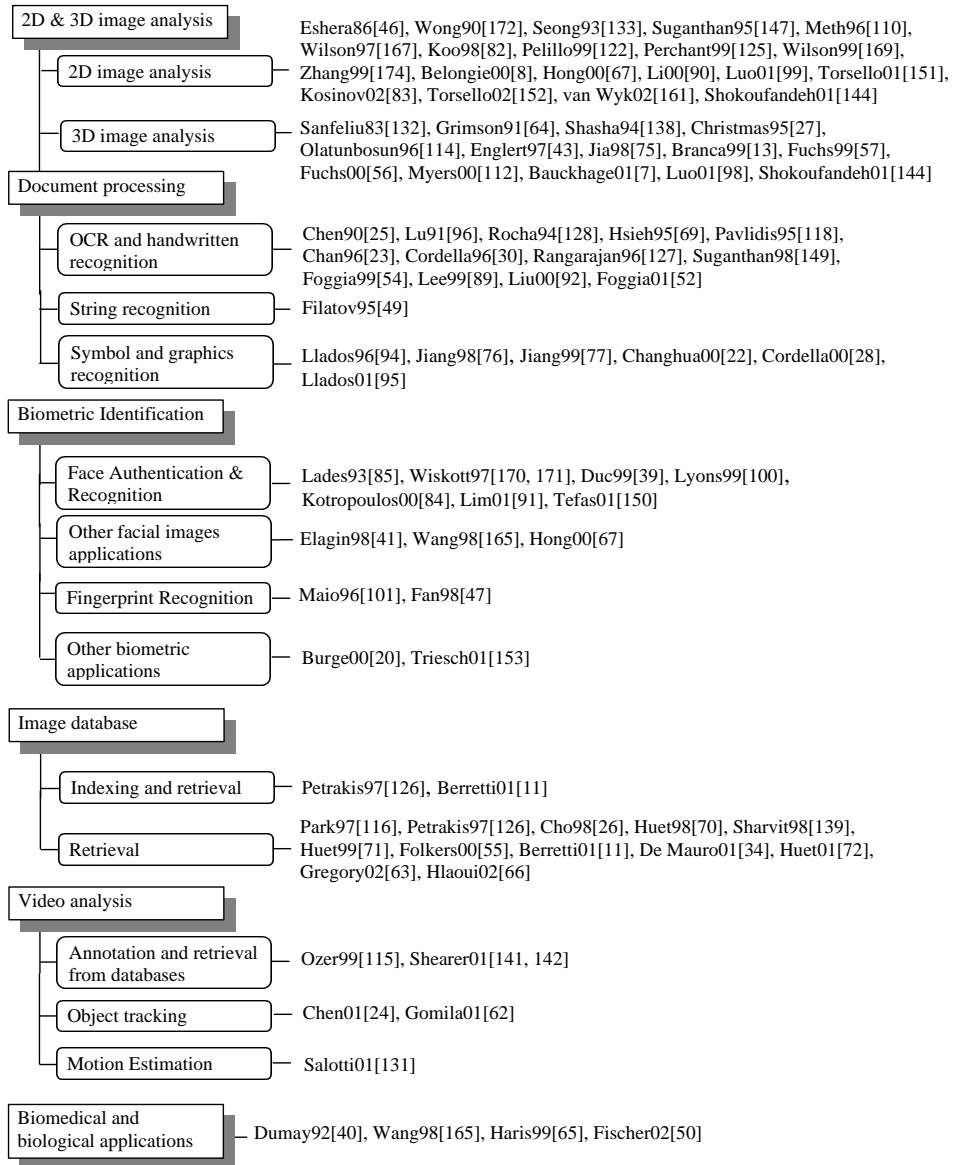 2D & 3D image analysis
Eshera86[46], Wong90[172], Seong93[133], Suganthan95[147], Meth96[110],
Wilson97[167], Koo98[82], Pelillo99[122], Perchant99[125], Wilson99[169],
2D image analysis
Zhang99[174], Belongie00[8], Hong00[67], Li00[90], Luo01[99], Torsello01[151],
Kosinov02[83], Torsello02[152], van Wyk02[161], Shokoufandeh01[144]
3D image analysis
Sanfeliu83[132], Grimson91[64], Shasha94[138], Christmas95[27],
Olatunbosun96[114], Englert97[43], Jia98[75], Branca99[13], Fuchs99[57],
Fuchs00[56], Myers00[112], Bauckhage01[7], Luo01[98], Shokoufandeh01[144]
Document processing
OCR and handwritten
recognition
Chen90[25], Lu91[96], Rocha94[128], Hsieh95[69], Pavlidis95[118],
Chan96[23], Cordella96[30], Rangarajan96[127], Suganthan98[149],
Foggia99[54], Lee99[89], Liu00[92], Foggia01[52]
String recognition
Filatov95[49]
Symbol and graphics
recognition
Llados96[94], Jiang98[76], Jiang99[77], Changhua00[22], Cordella00[28],
Llados01[95]
Biometric Identification
Face Authentication &
Recognition
Lades93[85], Wiskott97[170, 171], Duc99[39], Lyons99[100],
Kotropoulos00[84], Lim01[91], Tefas01[150]
Other facial images
applications
Elagin98[41], Wang98[165], Hong00[67]
Fingerprint Recognition
Maio96[101], Fan98[47]
Other biometric
applications
Burge00[20], Triesch01[153]
Image database
Indexing and retrieval
Petrakis97[126], Berretti01[11]
Retrieval
Park97[116], Petrakis97[126], Cho98[26], Huet98[70], Sharvit98[139],
Huet99[71], Folkers00[55], Berretti01[11], De Mauro01[34], Huet01[72],
Gregory02[63], Hlaoui02[66]
Video analysis
Annotation and retrieval
from databases
Ozer99[115], Shearer01[141, 142]
Object tracking
Chen01[24], Gomila01[62]
Motion Estimation
Salotti01[131]
Biomedical and
biological applications
Dumay92[40], Wang98[165], Haris99[65], Fischer02[50]